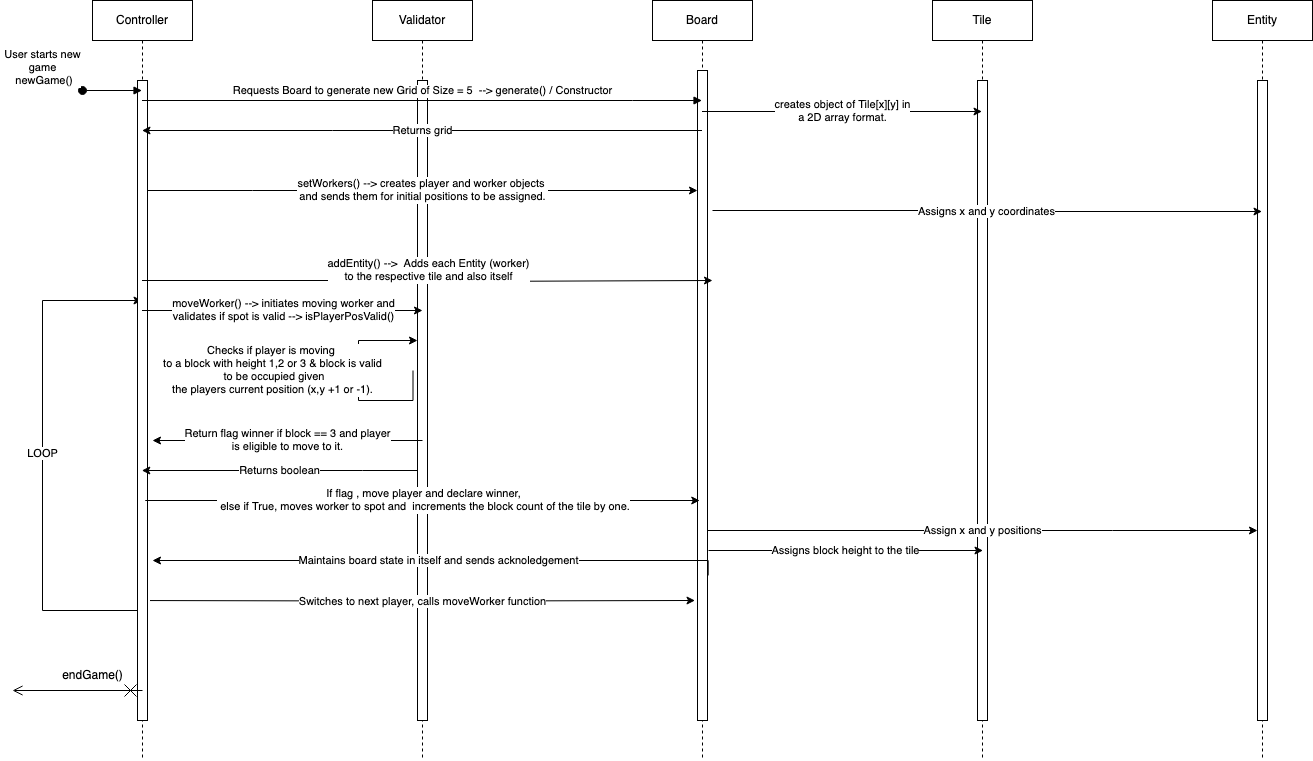 Controller
Validator
Board
Tile
Entity
User starts new
game
newGame()
Requests Board to generate new Grid of Size = 5 --> generate() / Constructor
creates object of Tile[x][y] in
a 2D array format.
Returns grid
setWorkers() --> creates player and worker objects
and sends them for initial positions to be assigned.
Assigns x and y coordinates
addEntity() --> Adds each Entity (worker)
to the respective tile and also itself
moveWorker() --> initiates moving worker and
validates if spot is valid --> isPlayerPosValid()
Checks if player is moving
to a block with height 1,2 or 3 & block is valid
to be occupied given
the players current position (x,y +1 or -1).
Return flag winner if block == 3 and player
is eligible to move to it.
LOOP
Returns boolean
If flag , move player and declare winner,
else if True, moves worker to spot and increments the block count of the tile by one.
Assign x and y positions
Assigns block height to the tile
Maintains board state in itself and sends acknoledgement
Switches to next player, calls moveWorker function
endGame()